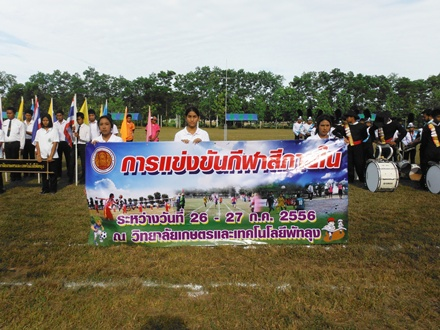 การแข่งขันกีฬาสีภายใน
ระหว่างวันที่ 26 - 27 ก.ค. 2556
ณ วิทยาลัยเกษตรและเทคโนโลยีพัทลุง